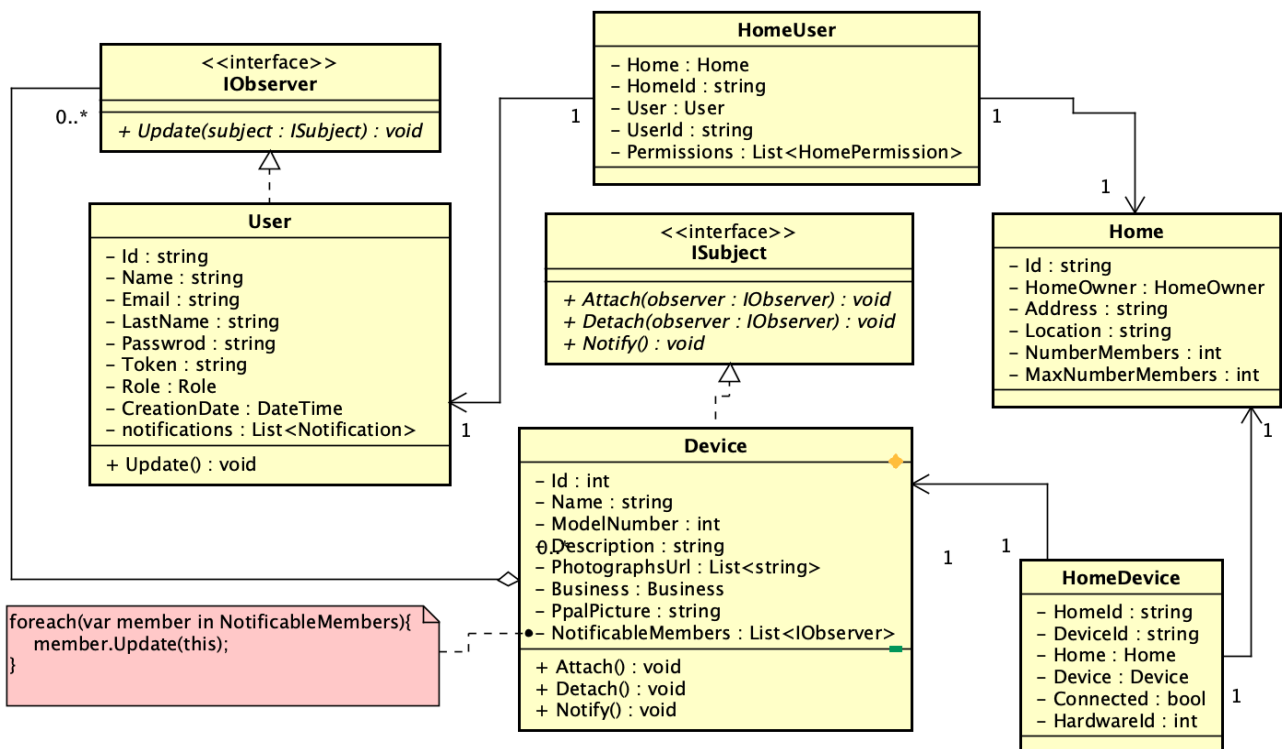 <<interface>>
IObserver
+ Update(subject : ISubject) : void
0..*
HomeUser
– Home : Home
– HomeId : string
– User : User
– UserId : string
– Permissions : List<HomePermission>
1
1
1
User
– Id : string
– Name : string
– Email : string
– LastName : string
– Passwrod : string
– Token : string
– Role : Role
– CreationDate : DateTime
– notifications : List<Notification>
+ Update() : void
1
<<interface>>
ISubject
+ Attach(observer : IObserver) : void
+ Detach(observer : IObserver) : void
+ Notify() : void
Home
– Id : string
– HomeOwner : HomeOwner
– Address : string
– Location : string
– NumberMembers : int
– MaxNumberMembers : int
1
Device
– Id : int
– Name : string
– ModelNumber : int
– Description : string
0..*
– PhotographsUrl : List<string>
– Business : Business
– PpalPicture : string
– NotificableMembers : List<IObserver>
+ Attach() : void
+ Detach() : void
+ Notify() : void
1
1
foreach(var member in NotificableMembers){
member.Update(this);
}
HomeDevice
– HomeId : string
– DeviceId : string
– Home : Home
– Device : Device
– Connected : bool
– HardwareId : int
1